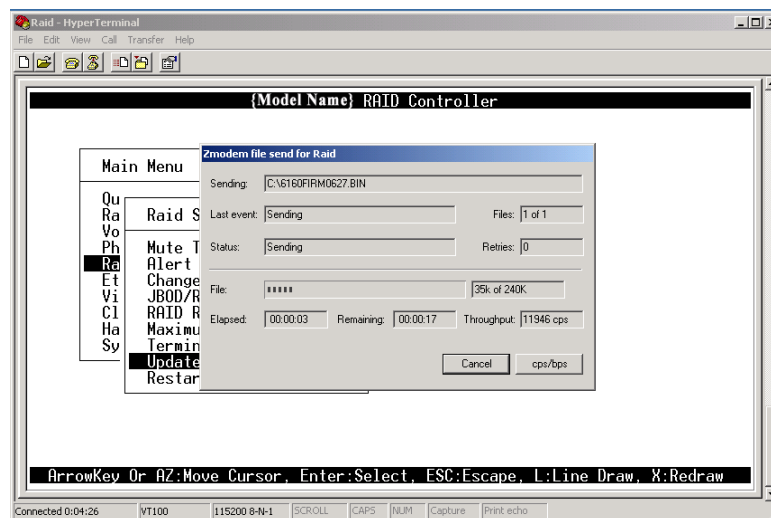 Raid - HyperTerminal
File Edit View Call Transfer Help
{Model Name} RAID Controller
Main Menu
Qu
Ra
Vo
Ph
Ra
Et
Vi
Cl
Ha
Sy
Raid S
Mute T
Alert
Change
JBOD/R
RAID R
Maximu
Termin
Update
Restar
Zmodem file send for Raid
Sending: C:\6160FIRM0627.BIN
Last event: Sending Files: 1 of 1
Status: Sending Retries: 0
File: 35k of 240K
Elapsed: 00:00:03 Remaining: 00:00:17 Throughput: 11946 cps
Cancel cps/bps
ArrowKey Or AZ:Move Cursor, Enter:Select, ESC:Escape, L:Line Draw, X:Redraw
Connected 0:04:26 VT100 115200 8-N-1 SCROLL CAPS NUM Capture Print echo